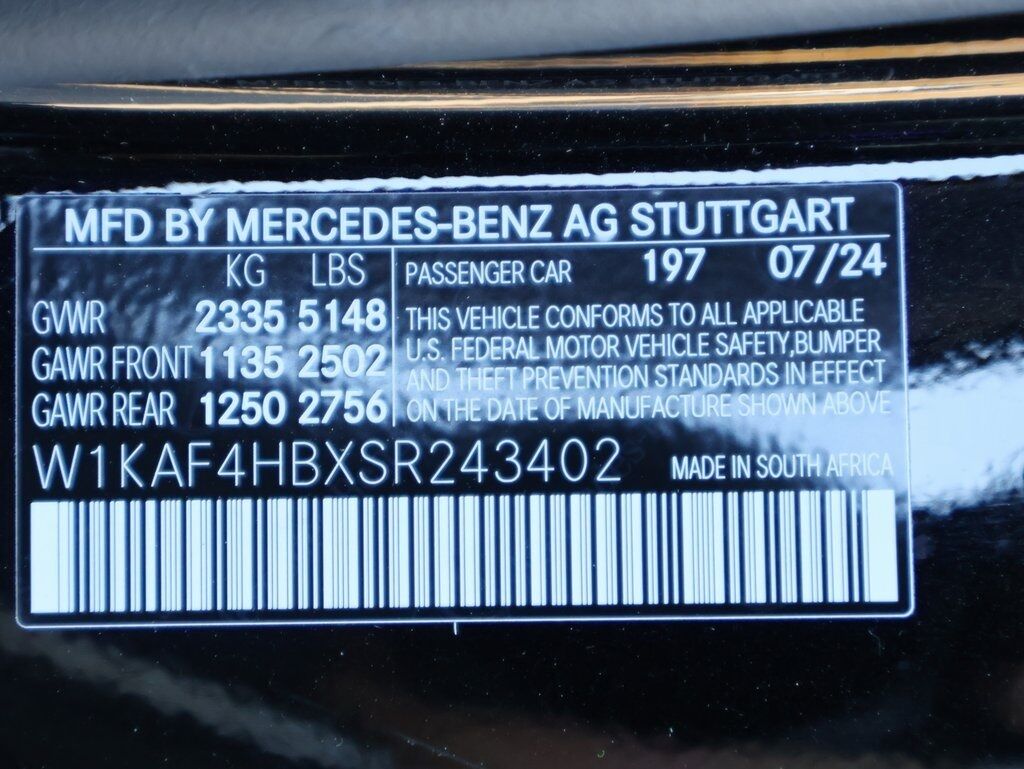 MFD BY MERCEDES-BENZ AG STUTTGART
KG LBS
GVWR 2335 5148
GAWR FRONT 1135 2502
GAWR REAR 1250 2756
PASSENGER CAR 197 07/24
THIS VEHICLE CONFORMS TO ALL APPLICABLE
U.S. FEDERAL MOTOR VEHICLE SAFETY,BUMPER
AND THEFT PREVENTION STANDARDS IN EFFECT
ON THE DATE OF MANUFACTURE SHOWN ABOVE
W1KAF4HBXSR243402 MADE IN SOUTH AFRICA